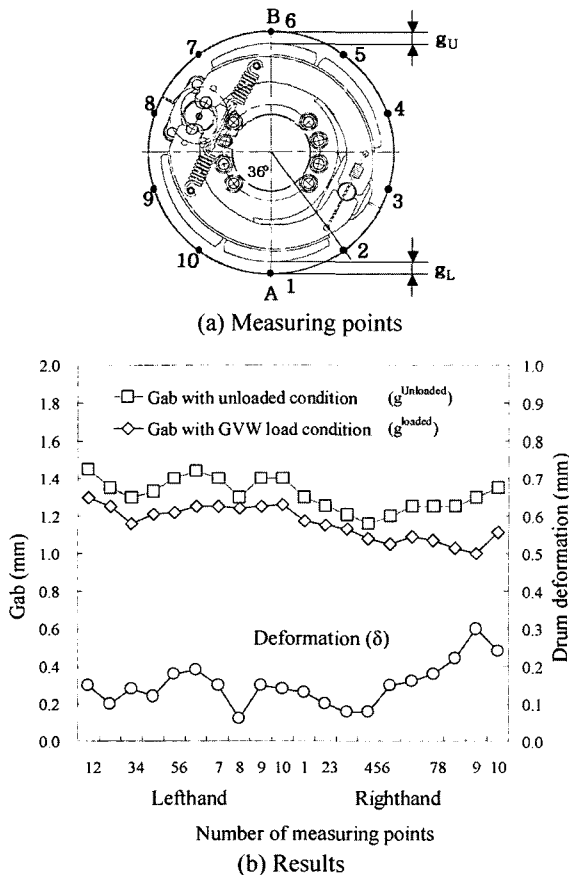 B 6
g_U
7
5
8
4
36°
9
3
10
2
g_L
A 1
(a) Measuring points
2.0
1.8
1.6
1.4
1.2
1.0
0.8
0.6
0.4
0.2
0.0
Gab (mm)
Gab with unloaded condition (g^Unloaded)
Gab with GVW load condition (g^loaded)
Deformation (δ)
1.0
0.9
0.8
0.7
0.6
0.5
0.4
0.3
0.2
0.1
0.0
Drum deformation (mm)
12 34 56 7 8 9 10 1 23 456 78 9 10
Lefthand Righthand
Number of measuring points
(b) Results